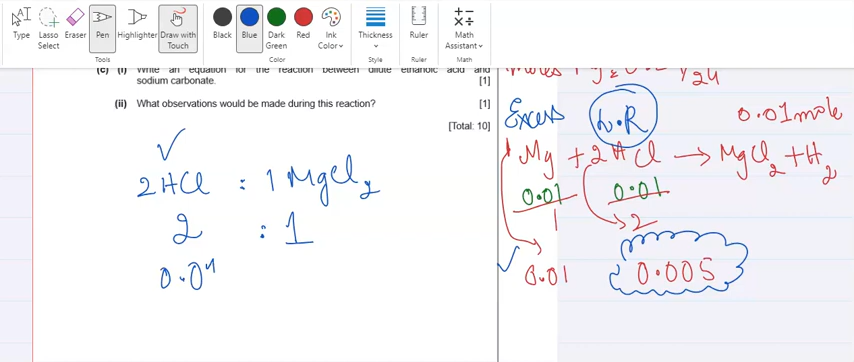 Type Lasso Select Eraser Pen Highlighter Draw with Touch Black Blue Dark Green Red Ink Color Thickness Ruler Math Assistant
Tools Color Style Ruler Math
(c) (i) Write an equation for the reaction between dilute ethanoic acid and
sodium carbonate. [1]
(ii) What observations would be made during this reaction? [1]
[Total: 10]
2HCl : 1 MgCl2
2 : 1
0.0
1/24
Excess L.R 0.01 mole
Mg + 2HCl → MgCl2 + H2
0.01 0.01
1 2
0.01 0.005